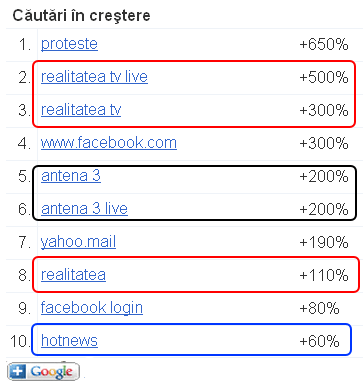 Căutări în creștere
1. proteste +650%
2. realitatea tv live +500%
3. realitatea tv +300%
4. www.facebook.com +300%
5. antena 3 +200%
6. antena 3 live +200%
7. yahoo.mail +190%
8. realitatea +110%
9. facebook login +80%
10. hotnews +60%
+ Google